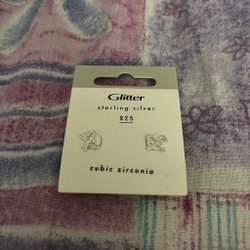 Glitter
sterling silver
925
cubic zirconia